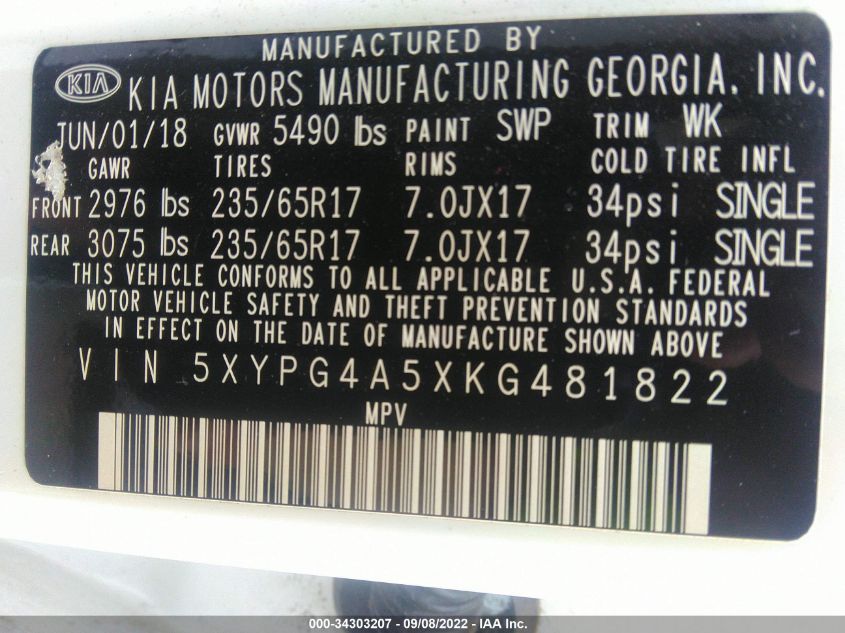 MANUFACTURED BY
KIA KIA MOTORS MANUFACTURING GEORGIA, INC.
JUN/01/18 GVWR 5490 lbs PAINT SWP TRIM WK
GAWR TIRES RIMS COLD TIRE INFL
FRONT 2976 lbs 235/65R17 7.0JX17 34psi SINGLE
REAR 3075 lbs 235/65R17 7.0JX17 34psi SINGLE
THIS VEHICLE CONFORMS TO ALL APPLICABLE U.S.A. FEDERAL
MOTOR VEHICLE SAFETY AND THEFT PREVENTION STANDARDS
IN EFFECT ON THE DATE OF MANUFACTURE SHOWN ABOVE
VIN 5XYPG4A5XKG481822
MPV
000-34303207 - 09/08/2022 - IAA Inc.